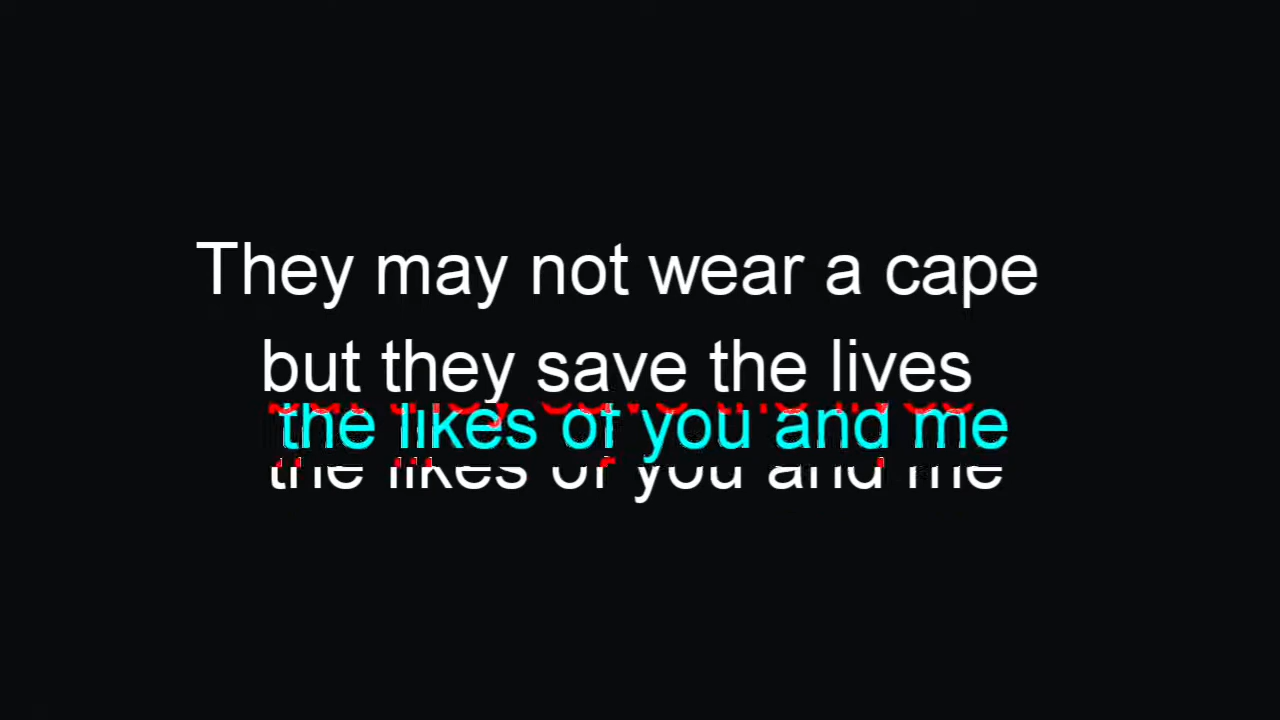 They may not wear a cape
but they save the lives
the likes of you and me
the likes of you and me